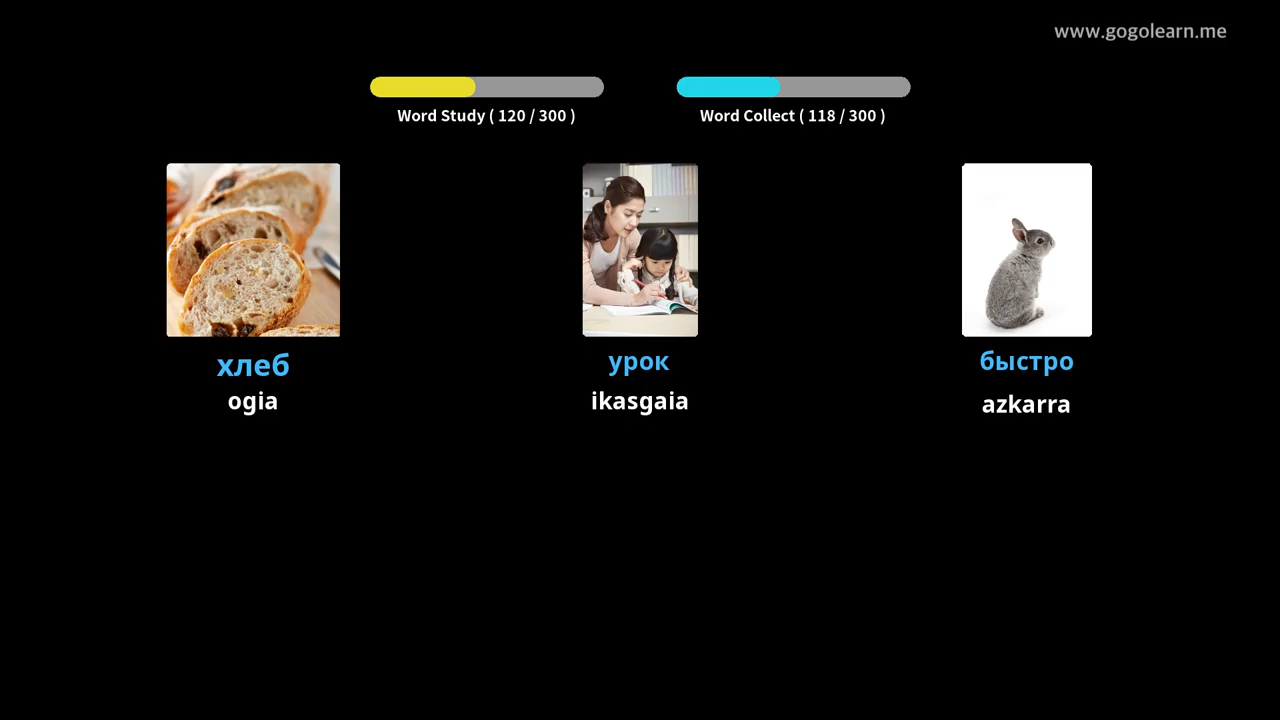 www.gogolearn.me
Word Study ( 120 / 300 )
Word Collect ( 118 / 300 )
хлеб
ogia
урок
ikasgaia
быстро
azkarra